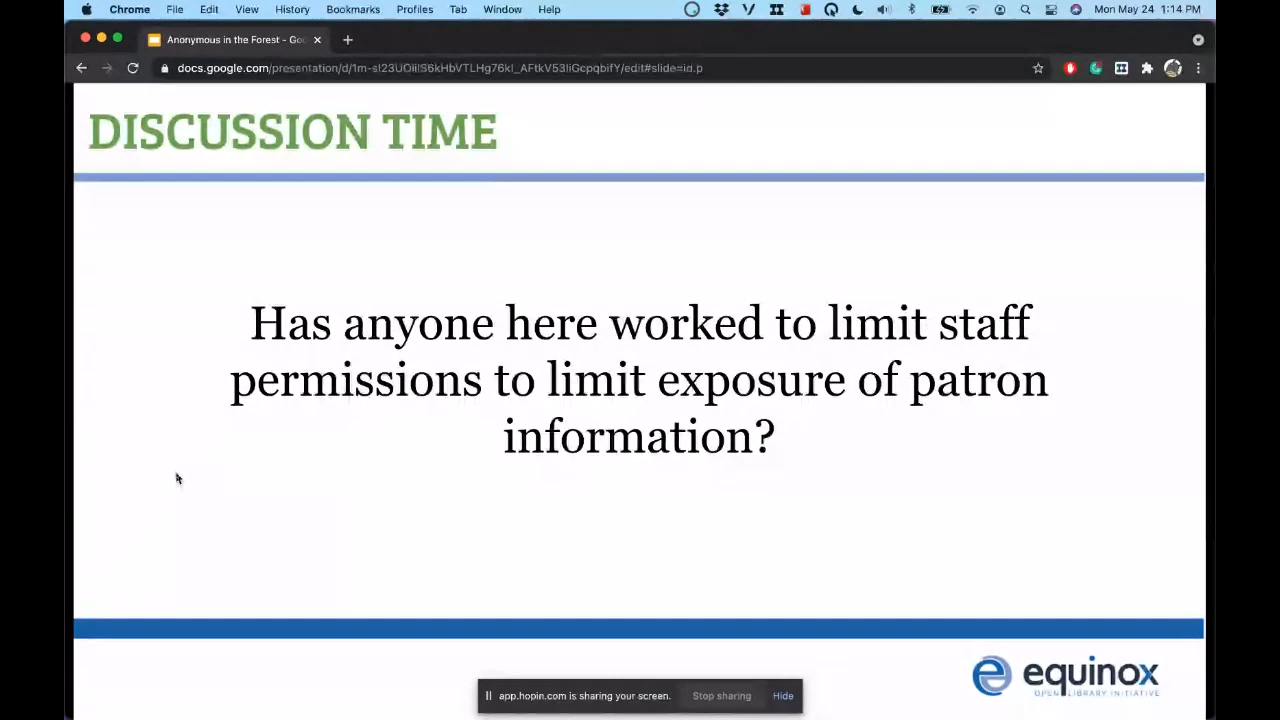 Chrome File Edit View History Bookmarks Profiles Tab Window Help Mon May 24 1:14 PM
Anonymous in the Forest - Goo
DISCUSSION TIME
Has anyone here worked to limit staff
permissions to limit exposure of patron
information?
equinox
OPEN LIBRARY INITIATIVE
app.hopin.com is sharing your screen. Stop sharing Hide